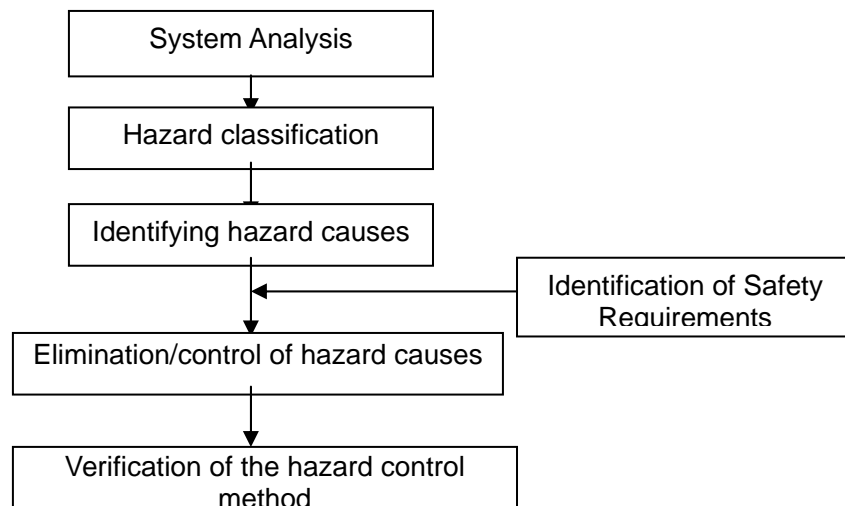 System Analysis
Hazard classification
Identifying hazard causes
Identification of Safety
Requirements
Elimination/control of hazard causes
Verification of the hazard control
method